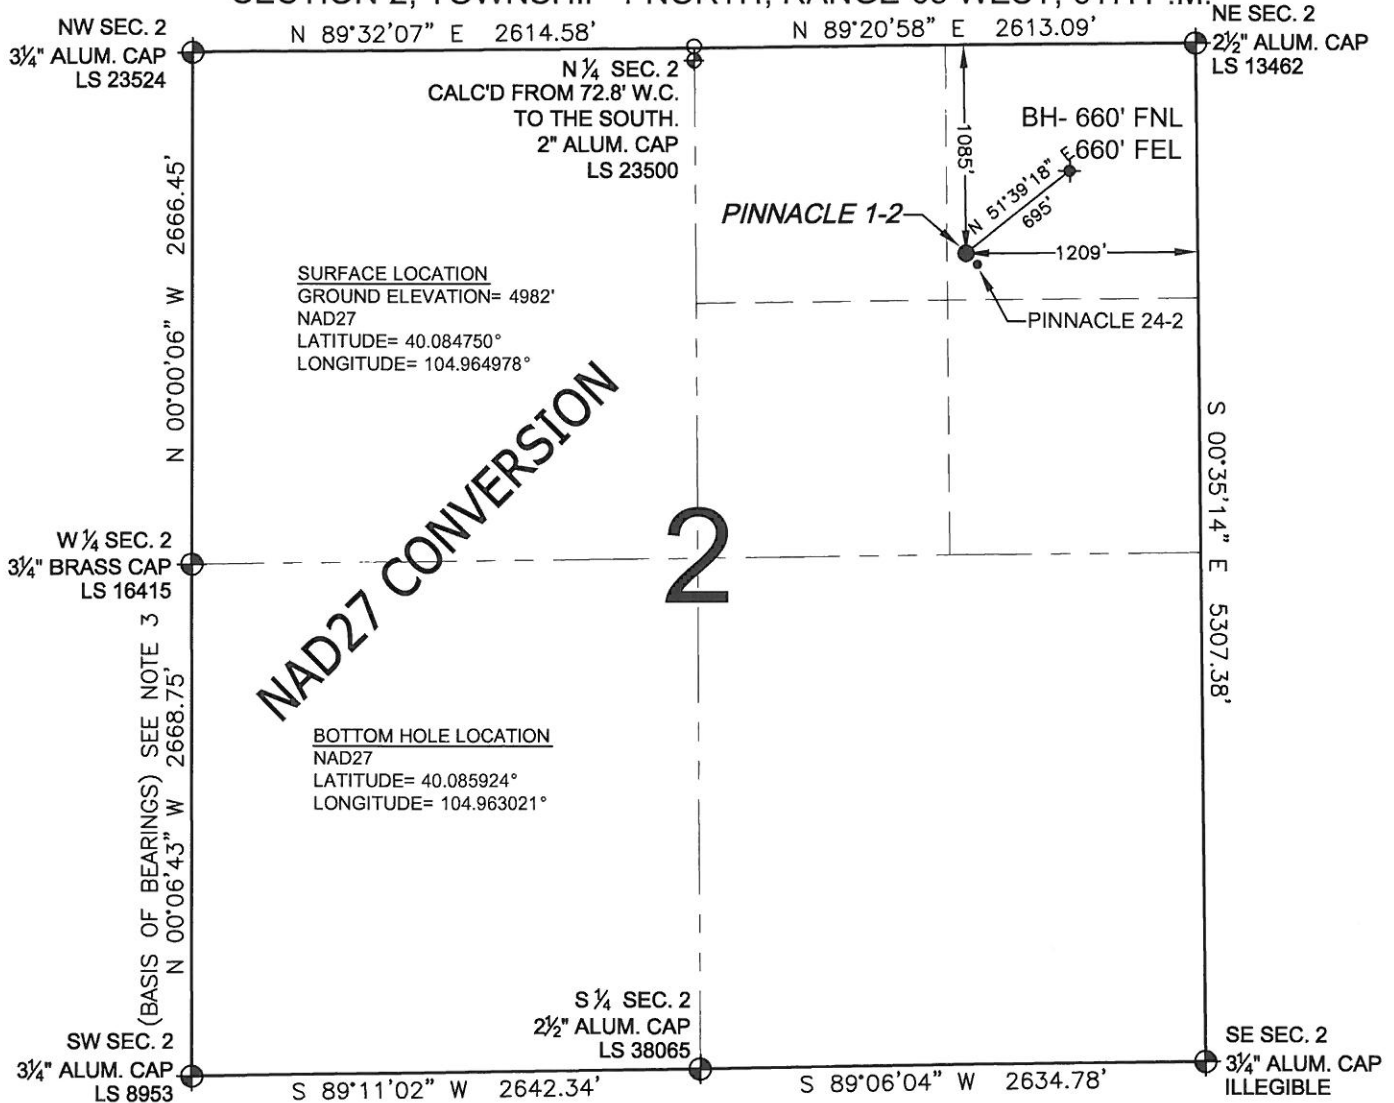 SECTION 2, TOWNSHIP
NORTH, RANGE
WEST,
P.M.
NW SEC. 2
3¼" ALUM. CAP
LS 23524
N 89°32'07" E 2614.58'
N 89°20'58" E 2613.09'
NE SEC. 2
2½" ALUM. CAP
LS 13462
N ¼ SEC. 2
CALC'D FROM 72.8' W.C.
TO THE SOUTH.
2" ALUM. CAP
LS 23500
1085'
BH- 660' FNL
660' FEL
N 51°39'18" E
695'
PINNACLE 1-2
1209'
PINNACLE 24-2
N 00°00'06" W 2666.45'
SURFACE LOCATION
GROUND ELEVATION= 4982'
NAD27
LATITUDE= 40.084750°
LONGITUDE= 104.964978°
NAD27 CONVERSION
2
S 00°35'14" E 5307.38'
W ¼ SEC. 2
3¼" BRASS CAP
LS 16415
(BASIS OF BEARINGS) SEE NOTE 3
N 00°06'43" W 2668.75'
BOTTOM HOLE LOCATION
NAD27
LATITUDE= 40.085924°
LONGITUDE= 104.963021°
SW SEC. 2
3¼" ALUM. CAP
LS 8953
S ¼ SEC. 2
2½" ALUM. CAP
LS 38065
SE SEC. 2
3¼" ALUM. CAP
ILLEGIBLE
S 89°11'02" W 2642.34'
S 89°06'04" W 2634.78'